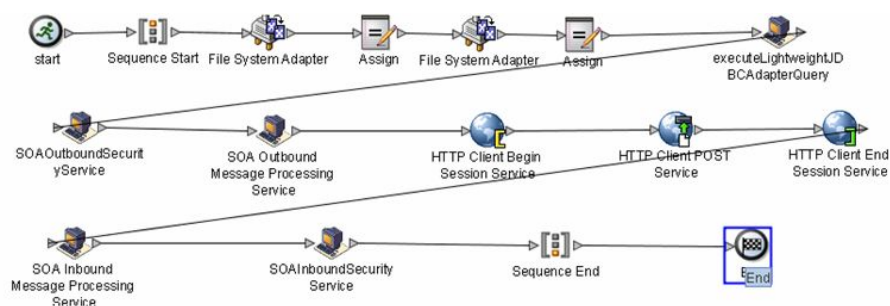 start
Sequence Start
File System Adapter
Assign
File System Adapter
Assign
executeLightweightJD
BCAdapterQuery
SOAOutboundSecurit
yService
SOA Outbound
Message Processing
Service
HTTP Client Begin
Session Service
HTTP Client POST
Service
HTTP Client End
Session Service
SOA Inbound
Message Processing
Service
SOAInboundSecurity
Service
Sequence End
End